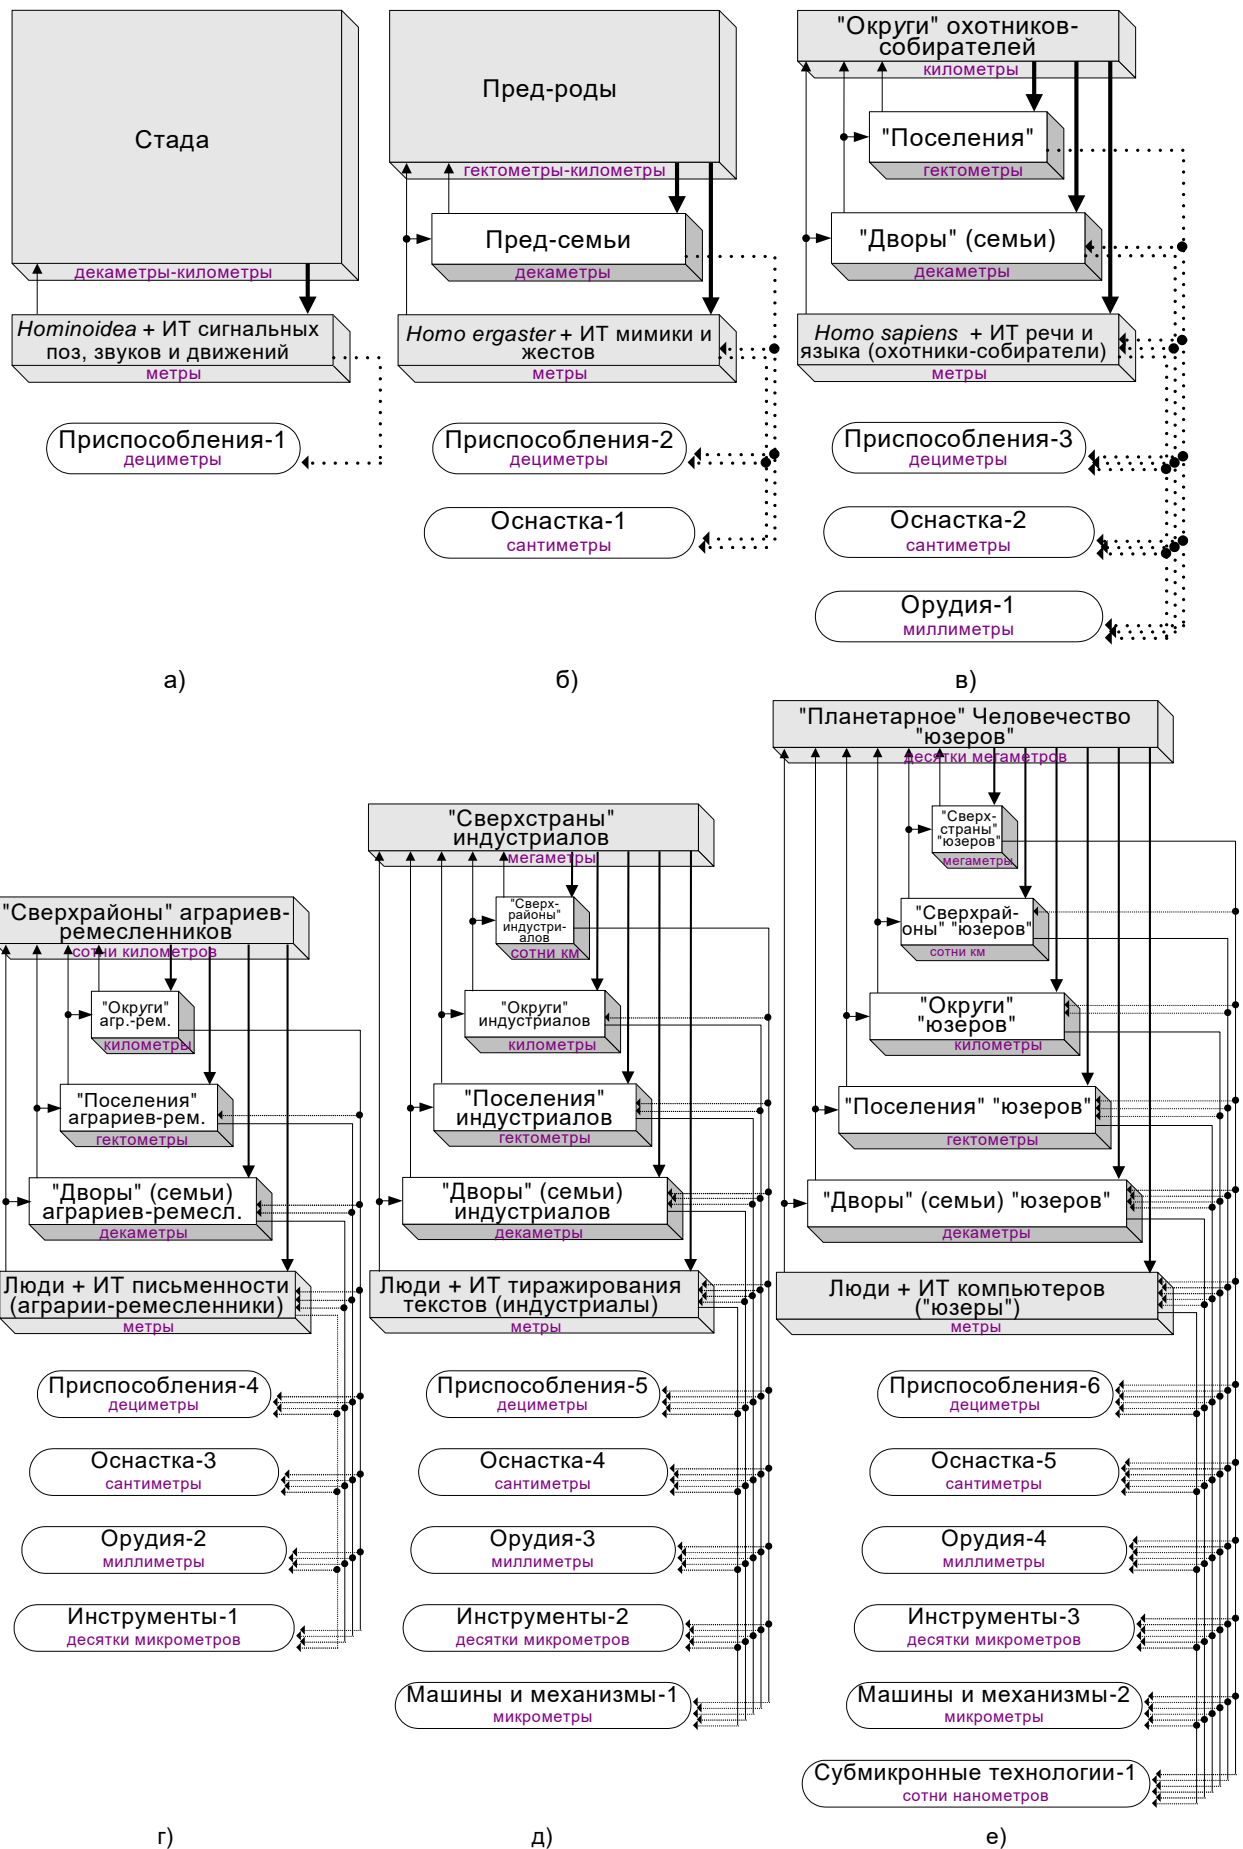 Стада
декаметры-километры
Hominoidea + ИТ сигнальных
поз, звуков и движений
метры
Приспособления-1
дециметры
а)
Пред-роды
гектометры-километры
Пред-семьи
декаметры
Homo ergaster + ИТ мимики и
жестов
метры
Приспособления-2
дециметры
Оснастка-1
сантиметры
б)
"Округи" охотников-
собирателей
километры
"Поселения"
гектометры
"Дворы" (семьи)
декаметры
Homo sapiens + ИТ речи и
языка (охотники-собиратели)
метры
Приспособления-3
дециметры
Оснастка-2
сантиметры
Орудия-1
миллиметры
в)
"Сверхрайоны" аграриев-
ремесленников
сотни километров
"Округи"
агр.-рем.
километры
"Поселения"
аграриев-рем.
гектометры
"Дворы" (семьи)
аграриев-ремесл.
декаметры
Люди + ИТ письменности
(аграрии-ремесленники)
метры
Приспособления-4
дециметры
Оснастка-3
сантиметры
Орудия-2
миллиметры
Инструменты-1
десятки микрометров
г)
"Сверхстраны"
индустриалов
мегаметры
"Сверх-
районы"
индустри-
алов
сотни км
"Округи"
индустриалов
километры
"Поселения"
индустриалов
гектометры
"Дворы" (семьи)
индустриалов
декаметры
Люди + ИТ тиражирования
текстов (индустриалы)
метры
Приспособления-5
дециметры
Оснастка-4
сантиметры
Орудия-3
миллиметры
Инструменты-2
десятки микрометров
Машины и механизмы-1
микрометры
д)
"Планетарное" Человечество
"юзеров"
десятки мегаметров
"Сверх-
страны"
"юзеров"
мегаметры
"Сверхрай-
оны" "юзеров"
сотни км
"Округи"
"юзеров"
километры
"Поселения" "юзеров"
гектометры
"Дворы" (семьи) "юзеров"
декаметры
Люди + ИТ компьютеров
("юзеры")
метры
Приспособления-6
дециметры
Оснастка-5
сантиметры
Орудия-4
миллиметры
Инструменты-3
десятки микрометров
Машины и механизмы-2
микрометры
Субмикронные технологии-1
сотни нанометров
е)